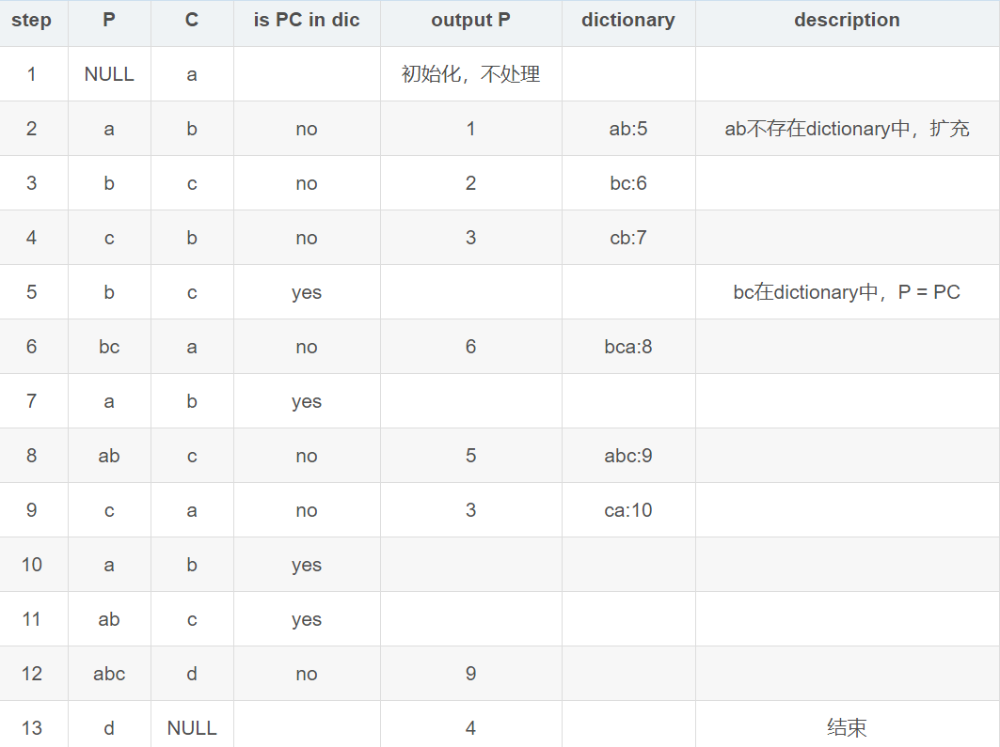 step P C is PC in dic output P dictionary description
1 NULL a 初始化，不处理
2 a b no 1 ab:5 ab不存在dictionary中，扩充
3 b c no 2 bc:6
4 c b no 3 cb:7
5 b c yes bc在dictionary中，P = PC
6 bc a no 6 bca:8
7 a b yes
8 ab c no 5 abc:9
9 c a no 3 ca:10
10 a b yes
11 ab c yes
12 abc d no 9
13 d NULL 4 结束